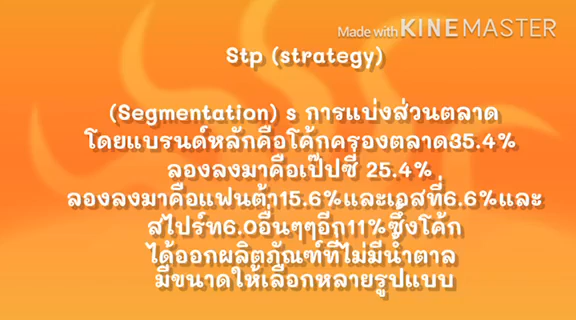 Made with KINEMASTER
Stp (strategy)
(Segmentation) s การแบ่งส่วนตลาด
โดยแบรนด์หลักคือโค้กครองตลาด35.4%
ลองลงมาคือเป๊ปซี่ 25.4%
ลองลงมาคือแฟนต้า15.6%และเอสที่6.6%และ
สไปร์ท6.0อื่นๆๆอีก11%ซึ่งโค้ก
ได้ออกผลิตภัณฑ์ที่ไม่มีน้ำตาล
มีขนาดให้เลือกหลายรูปแบบ